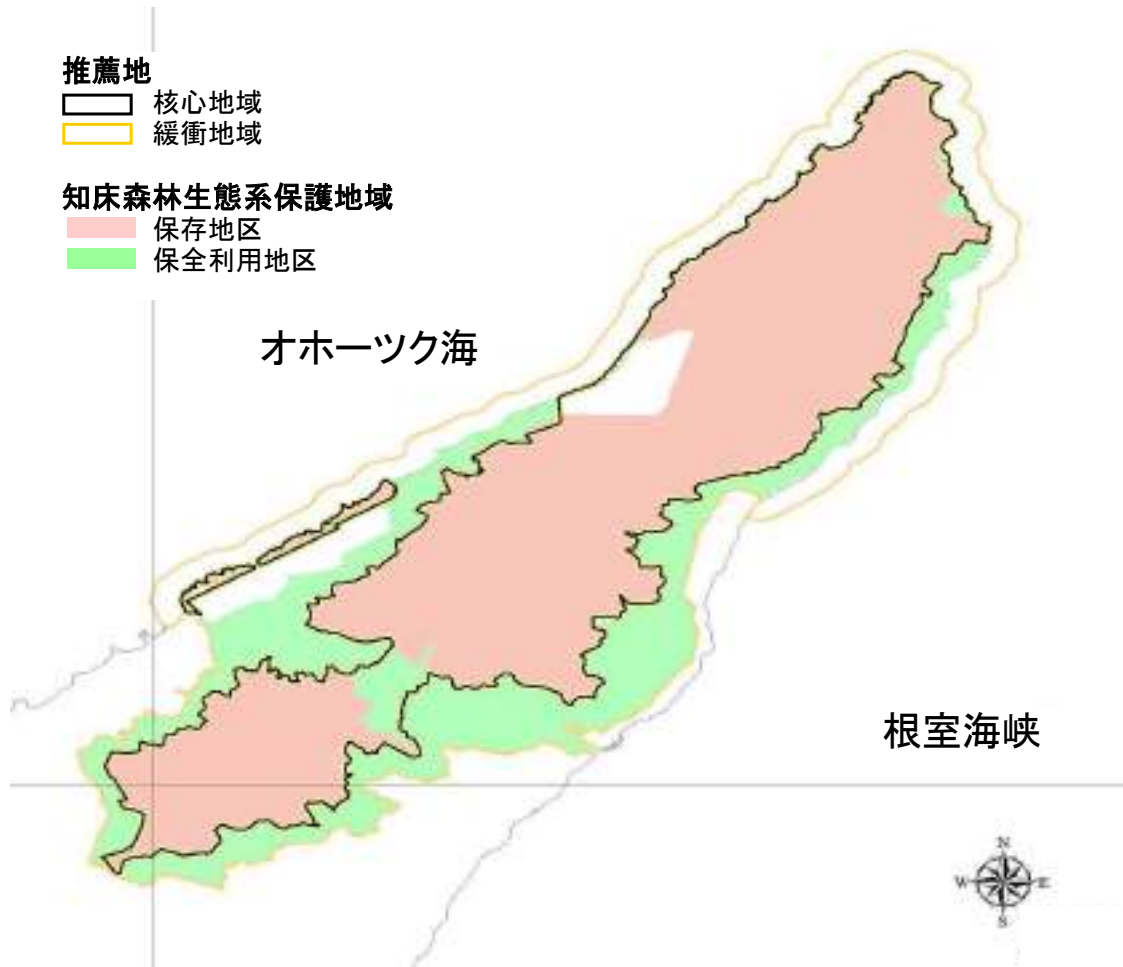 推薦地
核心地域
緩衝地域
知床森林生態系保護地域
保存地区
保全利用地区
オホーツク海
根室海峡
N
W
E
S